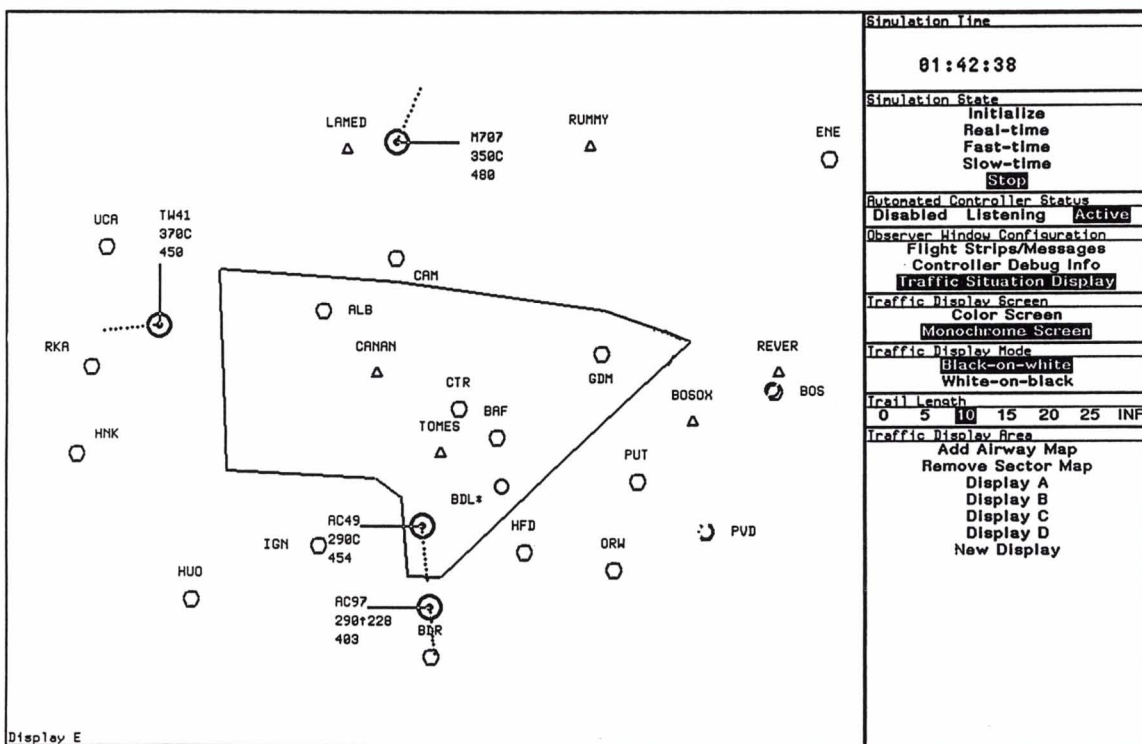 LAMED
RUMMY
ENE
M707
350C
480
UCA
TW41
370C
450
CAM
ALB
RKA
CANAN
GDM
REVER
CTR
BOSOX
BOS
BAF
HNK
TOMES
PUT
BDL*
AC49
290C
454
HFD
IGN
ORW
PVD
HUO
AC97
290↑228
403
BDR
Display E
Simulation Time
01:42:38
Simulation State
Initialize
Real-time
Fast-time
Slow-time
Stop
Automated Controller Status
Disabled Listening Active
Observer Window Configuration
Flight Strips/Messages
Controller Debug Info
Traffic Situation Display
Traffic Display Screen
Color Screen
Monochrome Screen
Traffic Display Mode
Black-on-white
White-on-black
Trail Length
0 5 10 15 20 25 INF
Traffic Display Area
Add Airway Map
Remove Sector Map
Display A
Display B
Display C
Display D
New Display